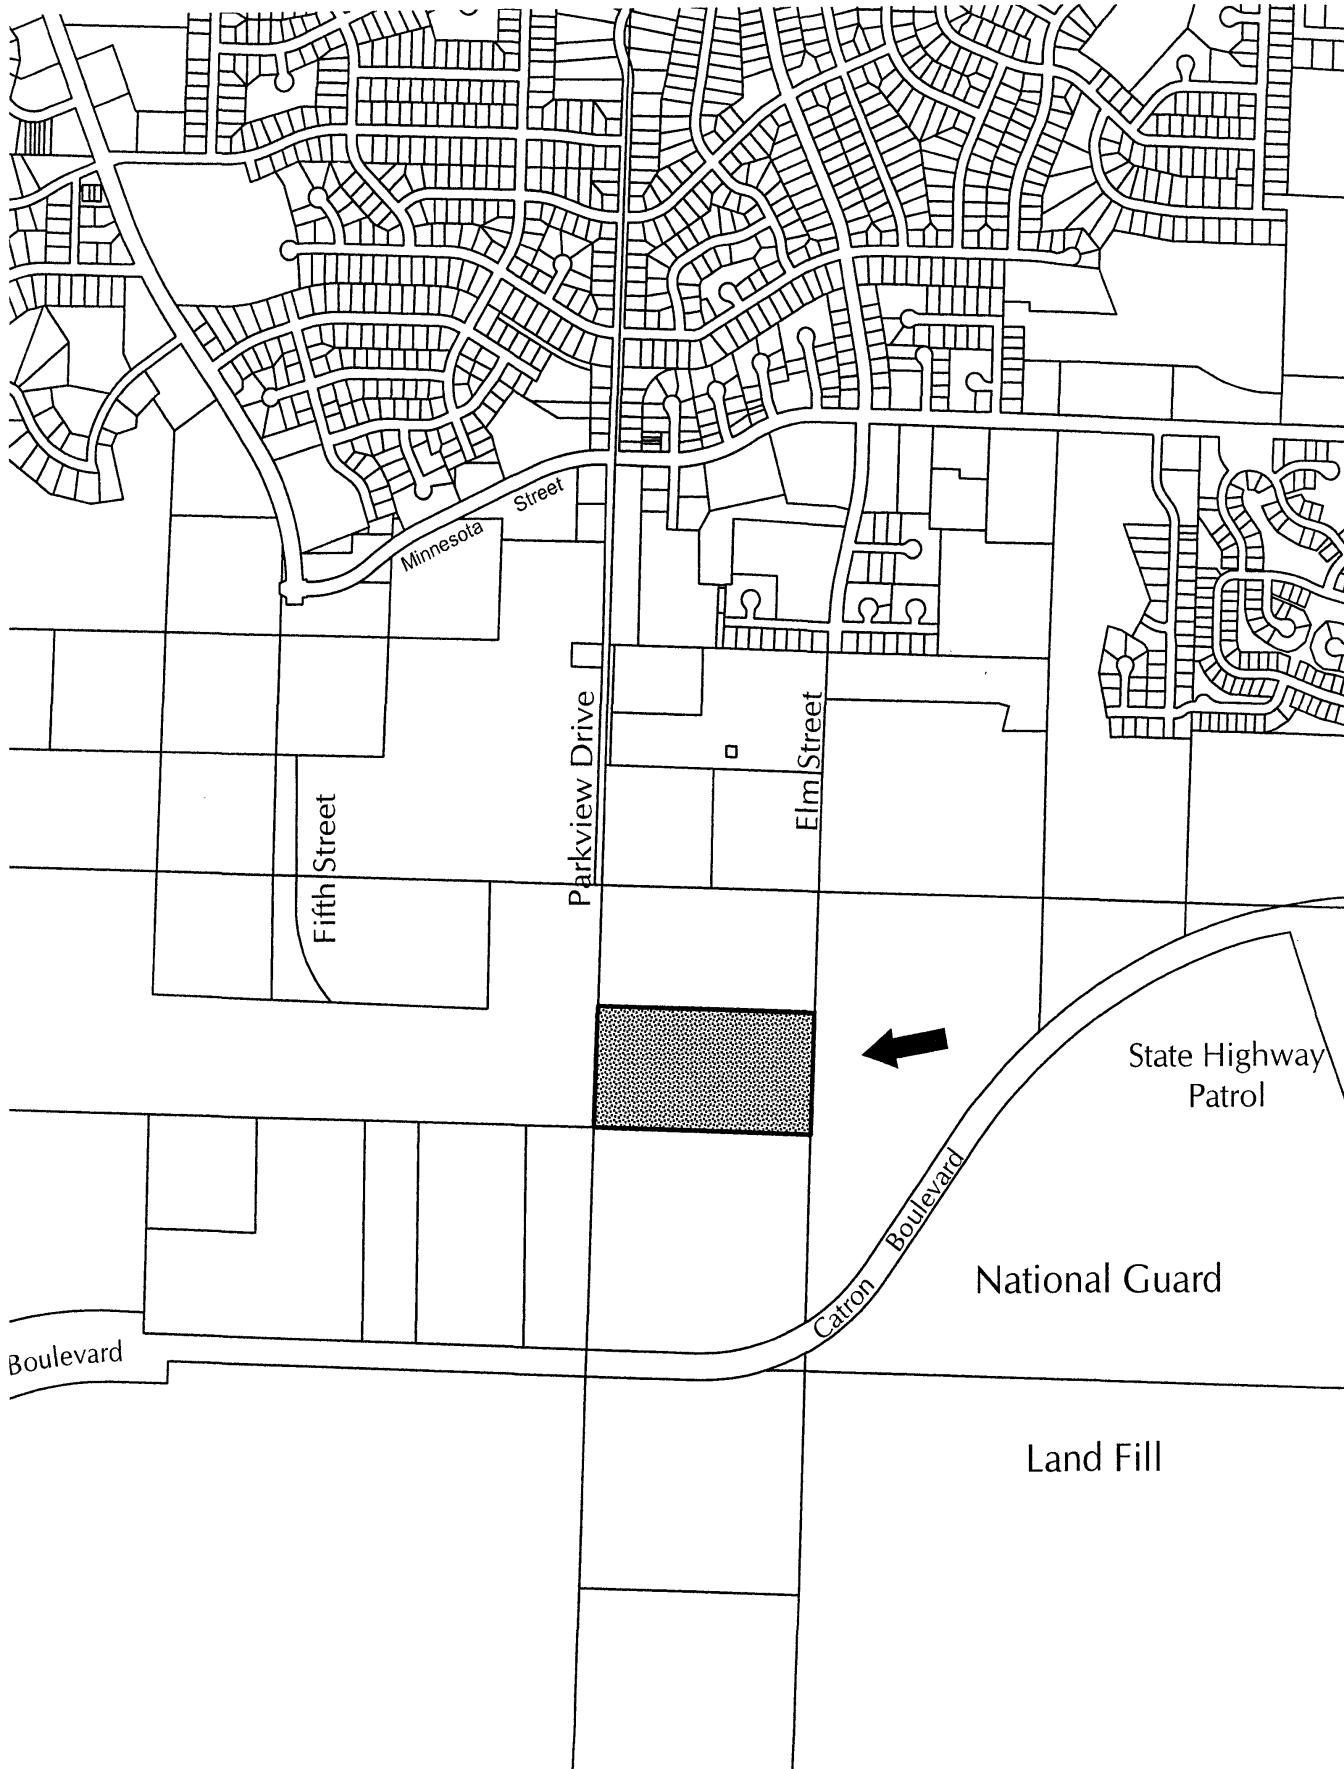 Minnesota Street
Parkview Drive
Elm Street
Fifth Street
State Highway
Patrol
Catron Boulevard
National Guard
Boulevard
Land Fill